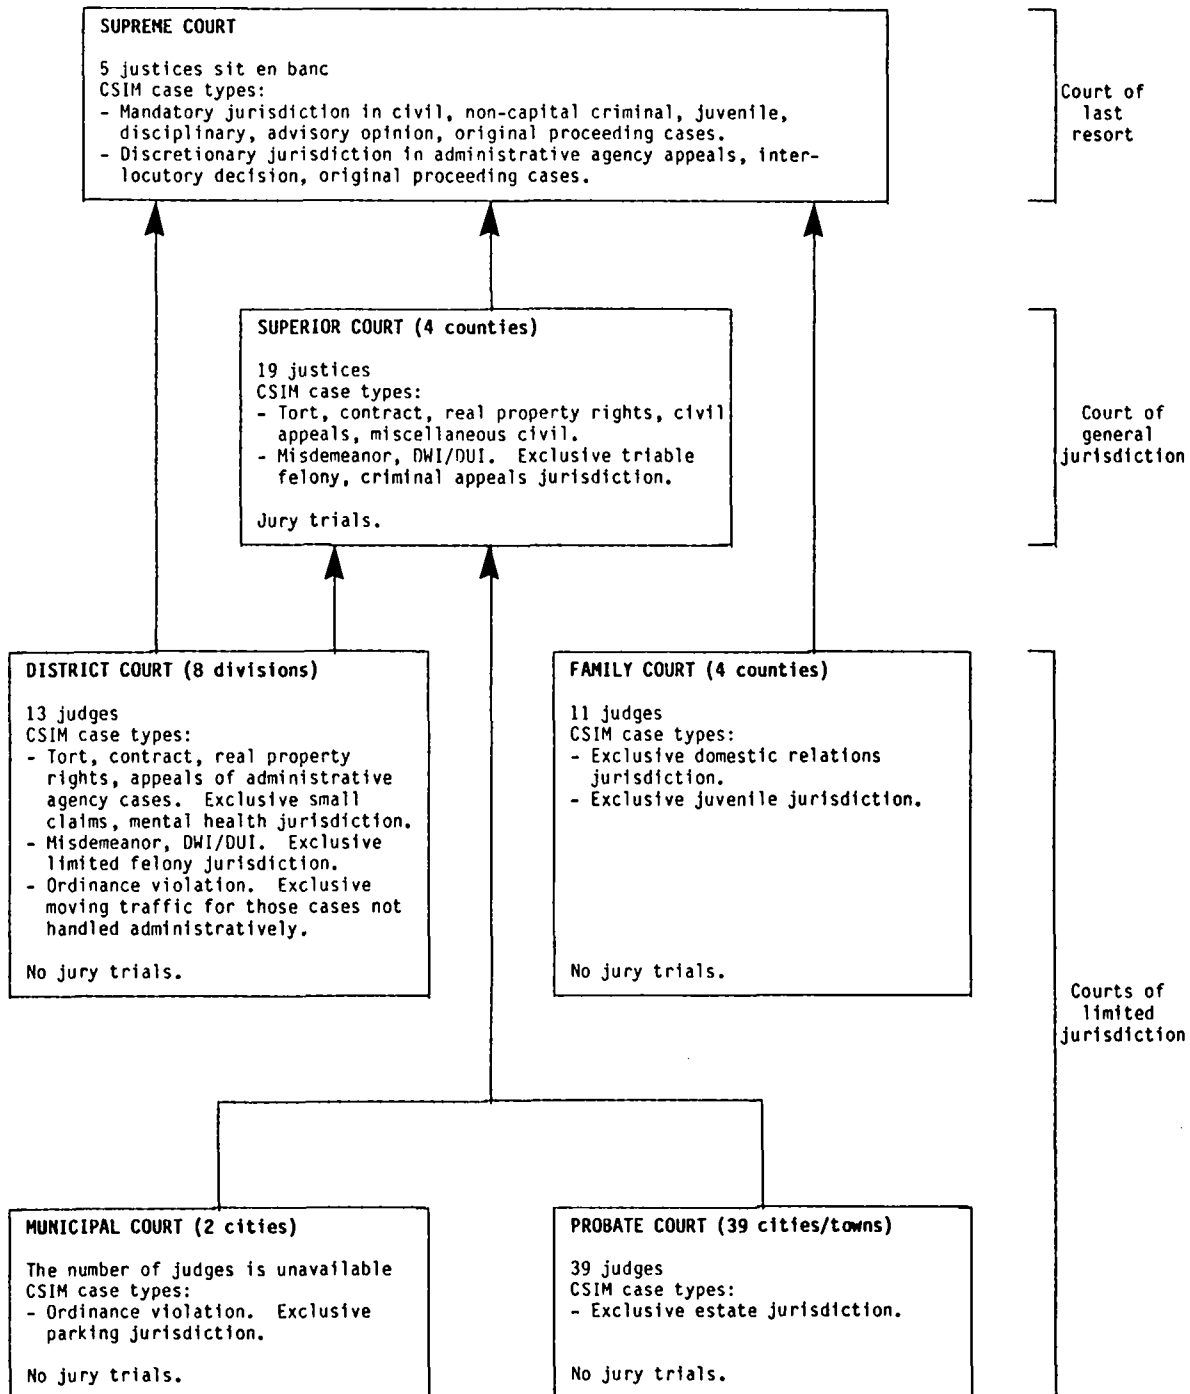 SUPREME COURT
5 justices sit en banc
CSIM case types:
- Mandatory jurisdiction in civil, non-capital criminal, juvenile,
disciplinary, advisory opinion, original proceeding cases.
- Discretionary jurisdiction in administrative agency appeals, inter-
locutory decision, original proceeding cases.
Court of
last
resort
SUPERIOR COURT (4 counties)
19 justices
CSIM case types:
- Tort, contract, real property rights, civil
appeals, miscellaneous civil.
- Misdemeanor, DWI/DUI. Exclusive triable
felony, criminal appeals jurisdiction.
Jury trials.
Court of
general
jurisdiction
DISTRICT COURT (8 divisions)
13 judges
CSIM case types:
- Tort, contract, real property
rights, appeals of administrative
agency cases. Exclusive small
claims, mental health jurisdiction.
- Misdemeanor, DWI/DUI. Exclusive
limited felony jurisdiction.
- Ordinance violation. Exclusive
moving traffic for those cases not
handled administratively.
No jury trials.
FAMILY COURT (4 counties)
11 judges
CSIM case types:
- Exclusive domestic relations
jurisdiction.
- Exclusive juvenile jurisdiction.
No jury trials.
Courts of
limited
jurisdiction
MUNICIPAL COURT (2 cities)
The number of judges is unavailable
CSIM case types:
- Ordinance violation. Exclusive
parking jurisdiction.
No jury trials.
PROBATE COURT (39 cities/towns)
39 judges
CSIM case types:
- Exclusive estate jurisdiction.
No jury trials.